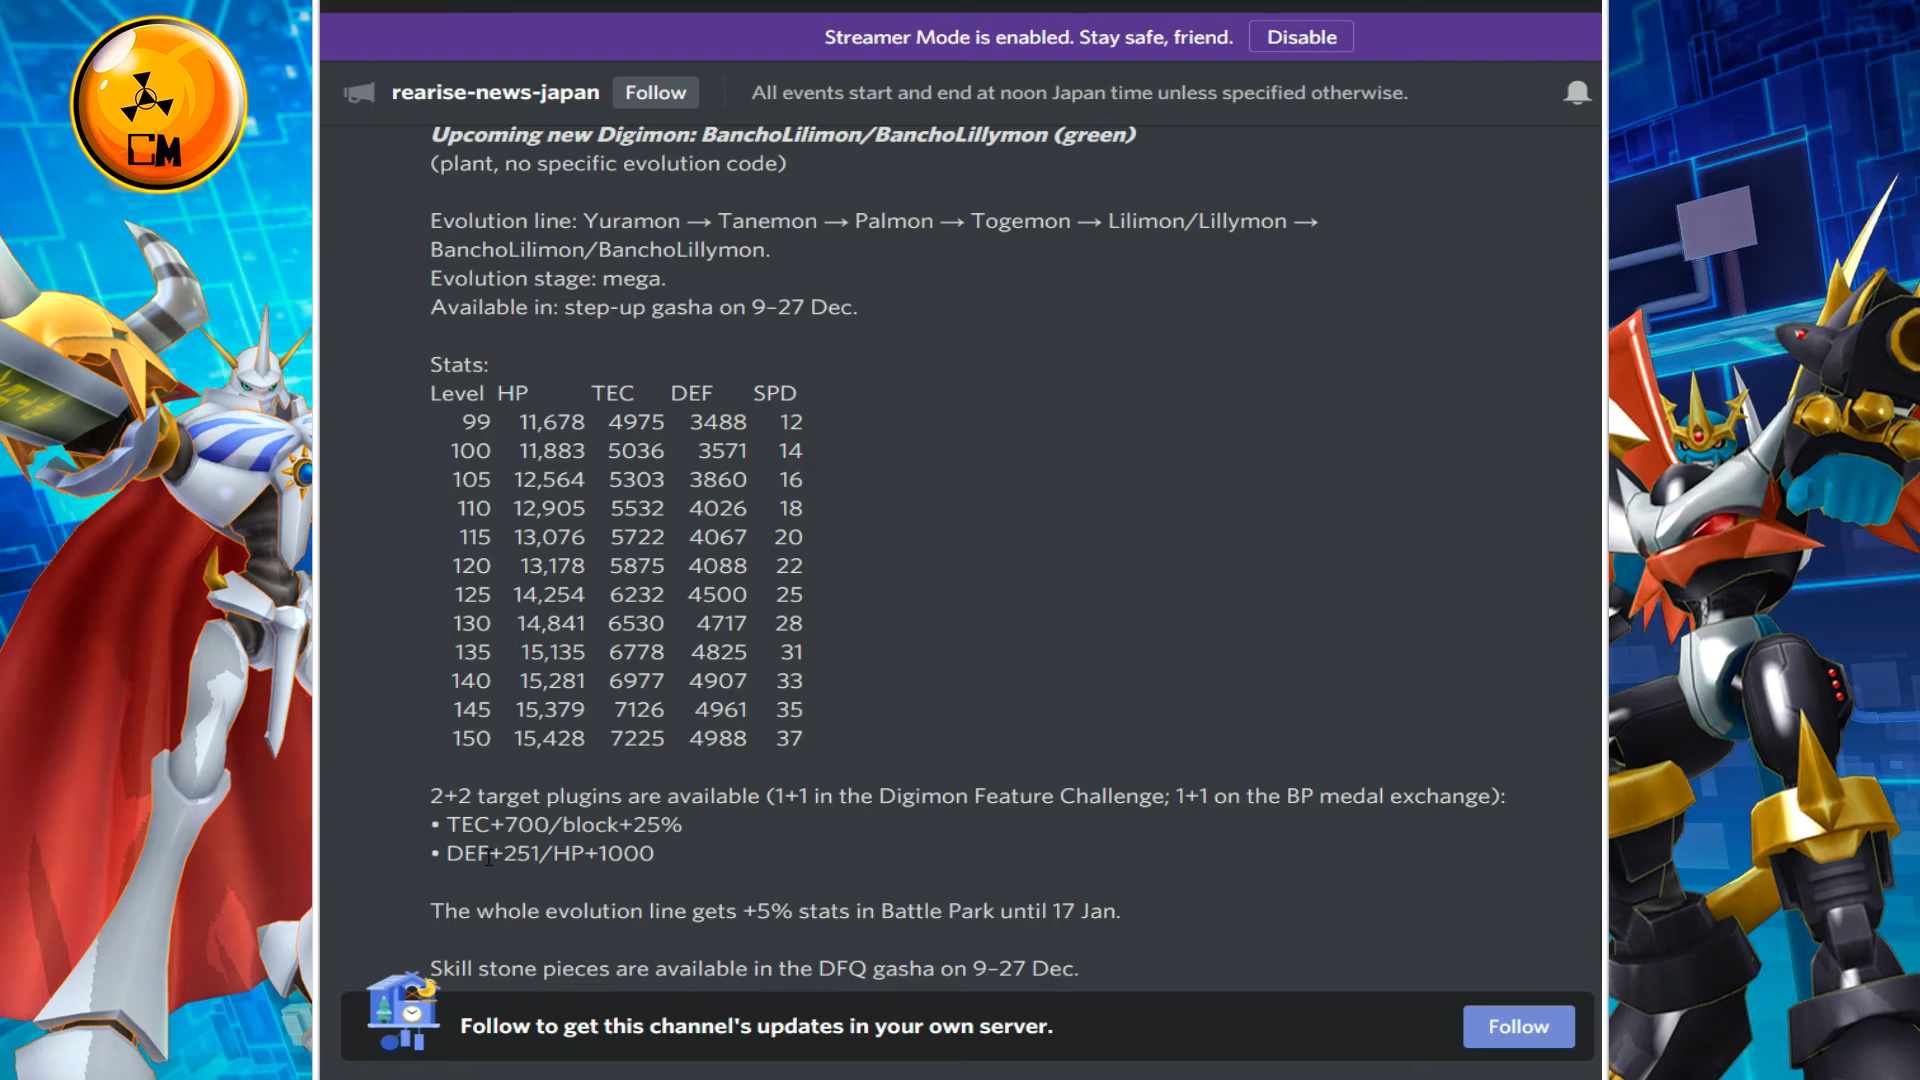 CM
Streamer Mode is enabled. Stay safe, friend. Disable
rearise-news-japan Follow All events start and end at noon Japan time unless specified otherwise.
Upcoming new Digimon: BanchoLilimon/BanchoLillymon (green)
(plant, no specific evolution code)
Evolution line: Yuramon → Tanemon → Palmon → Togemon → Lilimon/Lillymon →
BanchoLilimon/BanchoLillymon.
Evolution stage: mega.
Available in: step-up gasha on 9–27 Dec.
Stats:
Level HP TEC DEF SPD
99 11,678 4975 3488 12
100 11,883 5036 3571 14
105 12,564 5303 3860 16
110 12,905 5532 4026 18
115 13,076 5722 4067 20
120 13,178 5875 4088 22
125 14,254 6232 4500 25
130 14,841 6530 4717 28
135 15,135 6778 4825 31
140 15,281 6977 4907 33
145 15,379 7126 4961 35
150 15,428 7225 4988 37
2+2 target plugins are available (1+1 in the Digimon Feature Challenge; 1+1 on the BP medal exchange):
• TEC+700/block+25%
• DEF+251/HP+1000
The whole evolution line gets +5% stats in Battle Park until 17 Jan.
Skill stone pieces are available in the DFQ gasha on 9–27 Dec.
Follow to get this channel's updates in your own server. Follow